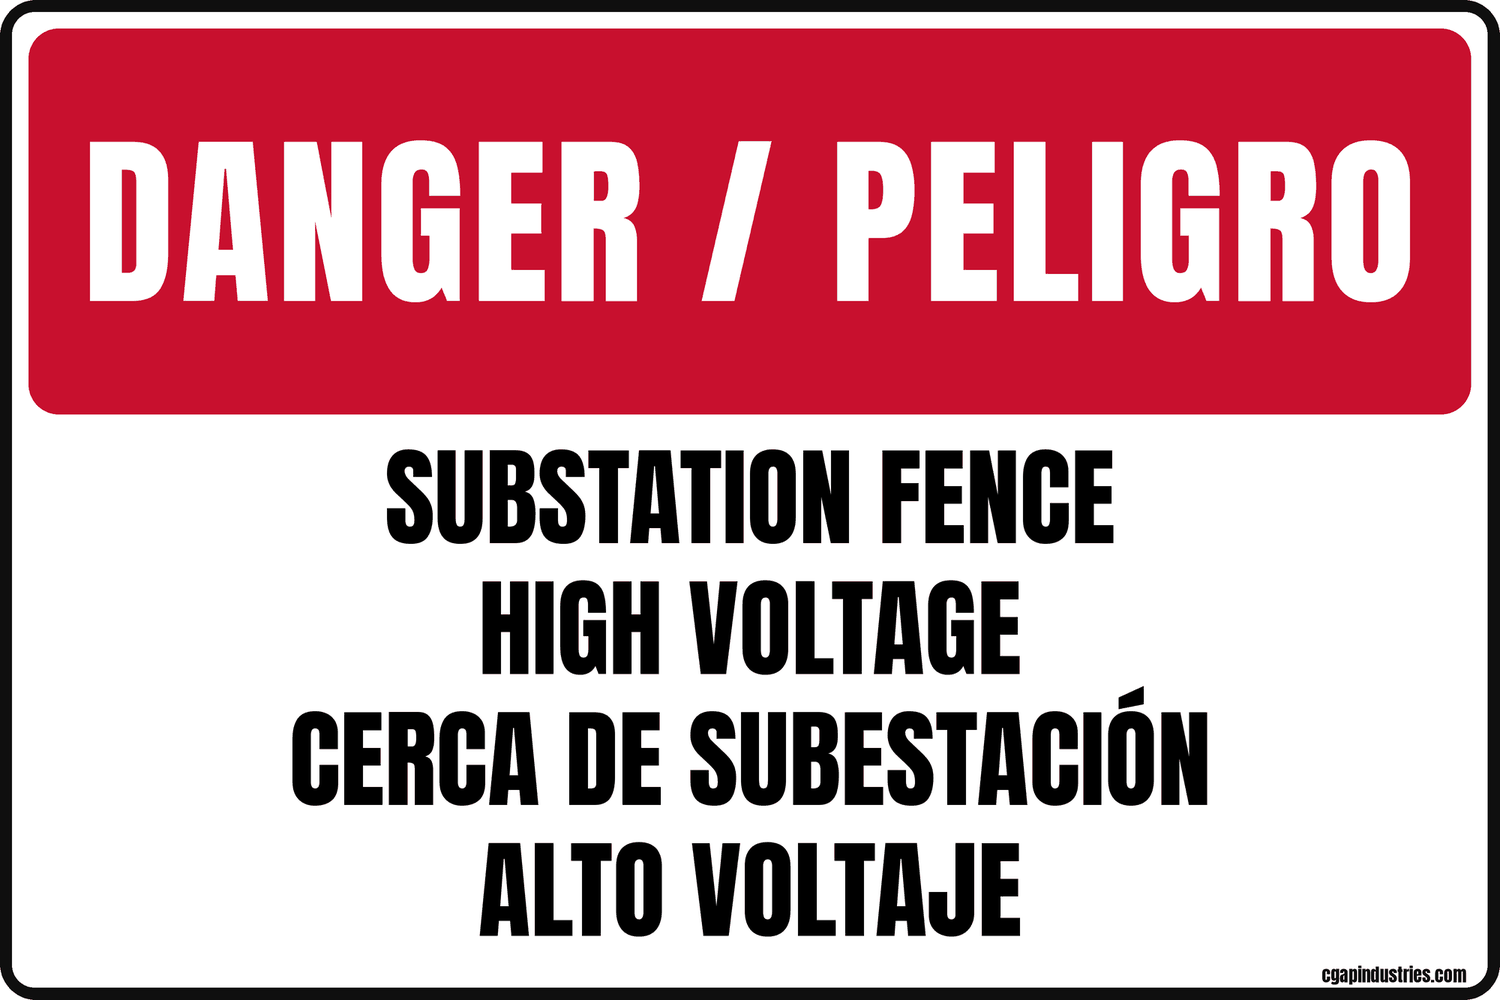 DANGER / PELIGRO
SUBSTATION FENCE
HIGH VOLTAGE
CERCA DE SUBESTACIÓN
ALTO VOLTAJE
cgapindustries.com